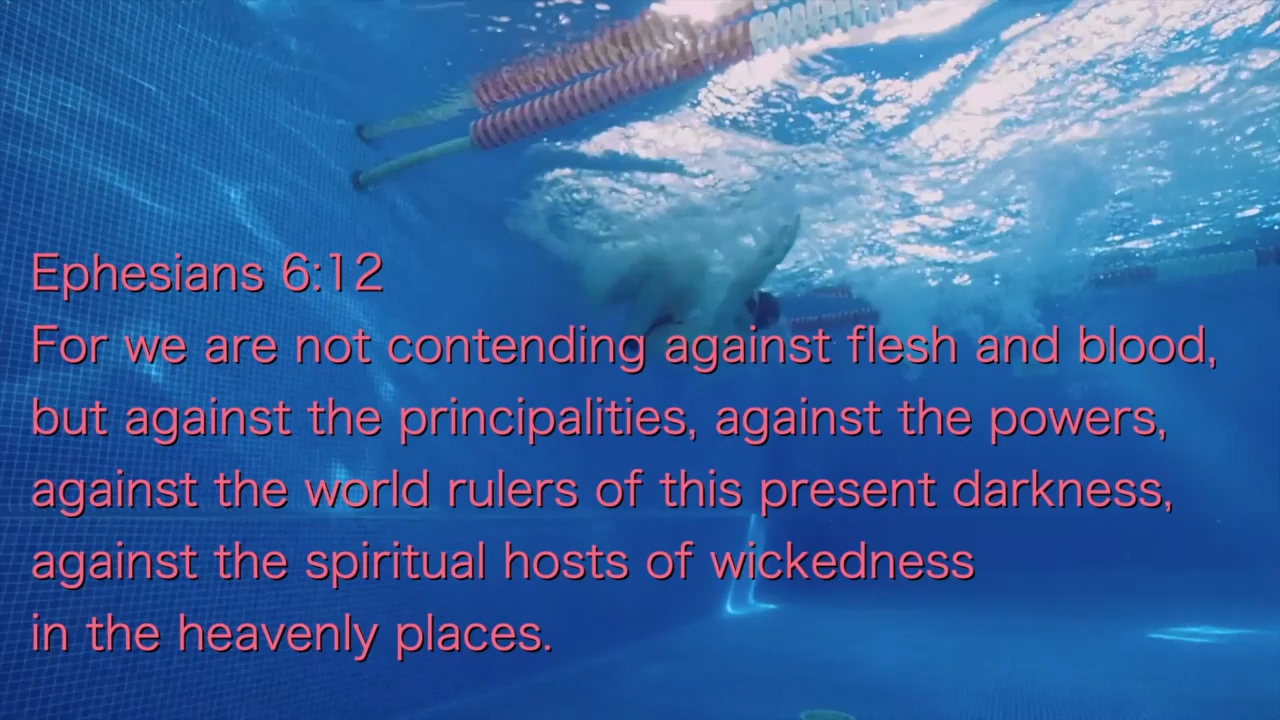 Ephesians 6:12
For we are not contending against flesh and blood,
but against the principalities, against the powers,
against the world rulers of this present darkness,
against the spiritual hosts of wickedness
in the heavenly places.